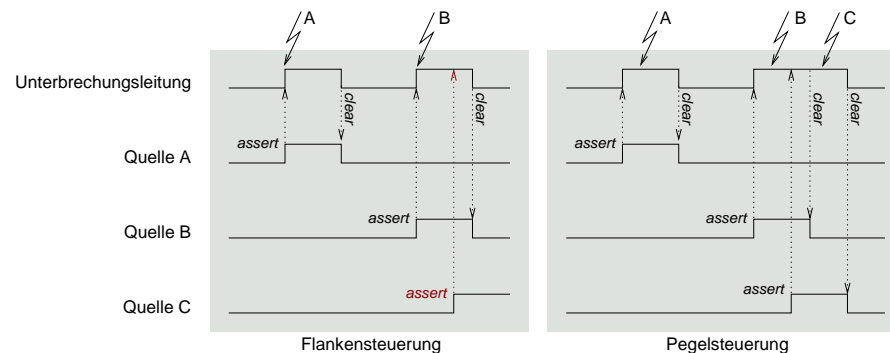 A B A B C
Unterbrechungsleitung
clear clear clear clear clear
assert assert
Quelle A
assert assert
Quelle B
assert assert
Quelle C
Flankensteuerung Pegelsteuerung